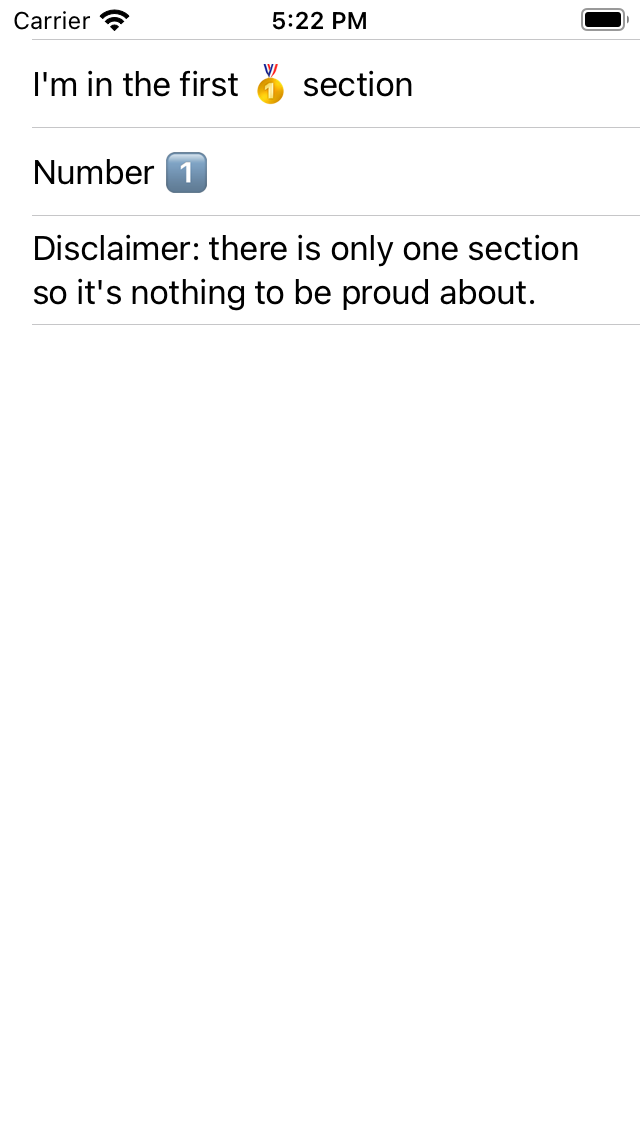 Carrier 5:22 PM
I'm in the first 🥇 section
Number 1️⃣
Disclaimer: there is only one section
so it's nothing to be proud about.